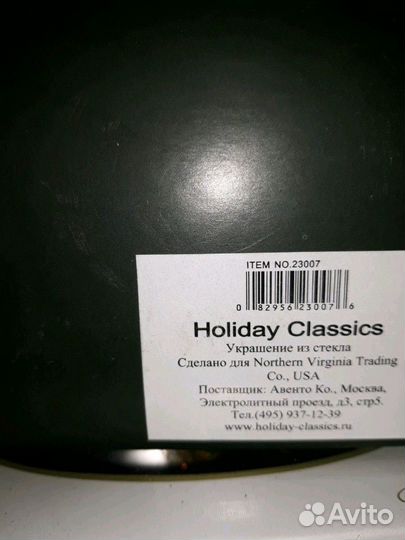 ITEM NO.23007
0 82956 23007 6
Holiday Classics
Украшение из стекла
Сделано для Northern Virginia Trading
Co., USA
Поставщик: Авенто Ко., Москва,
Электролитный проезд, д3, стр5.
Тел.(495) 937-12-39
www.holiday-classics.ru
Avito